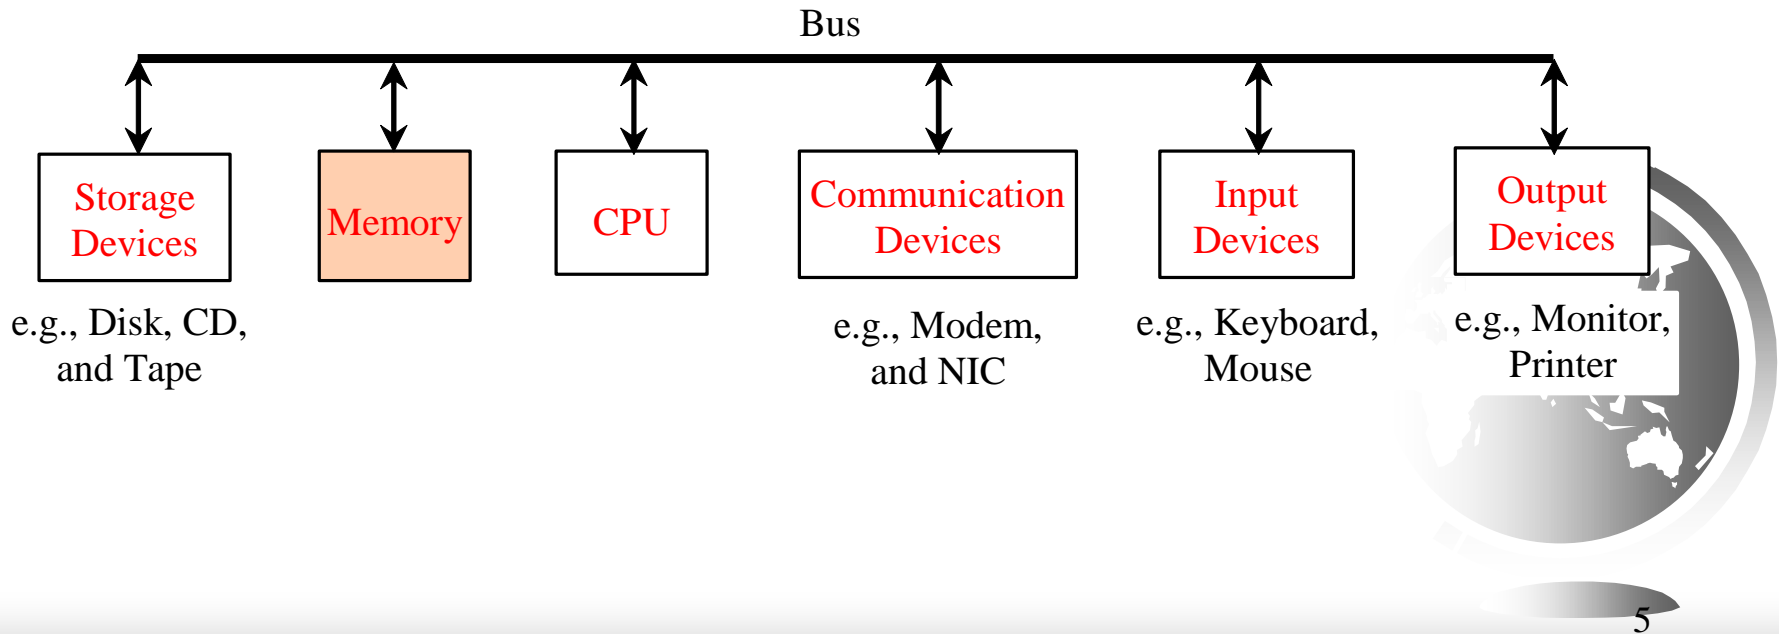 Bus
Storage
Devices
Memory
CPU
Communication
Devices
Input
Devices
Output
Devices
e.g., Disk, CD,
and Tape
e.g., Modem,
and NIC
e.g., Keyboard,
Mouse
e.g., Monitor,
Printer
5